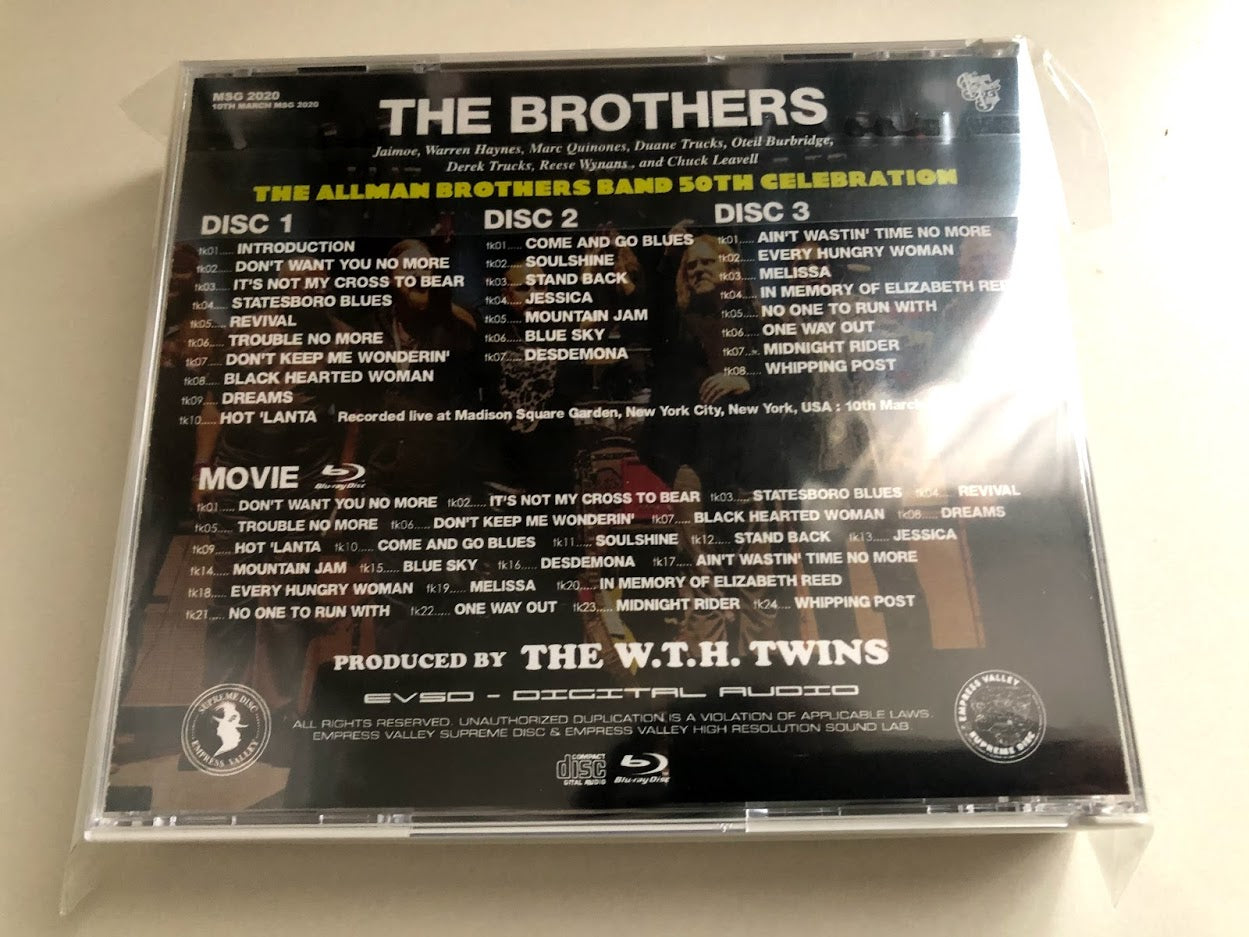 MSG 2020
10TH MARCH MSG 2020
THE BROTHERS
Jaimoe, Warren Haynes, Marc Quinones, Duane Trucks, Oteil Burbridge,
Derek Trucks, Reese Wynans, and Chuck Leavell
THE ALLMAN BROTHERS BAND 50TH CELEBRATION
DISC 1
tk01..... INTRODUCTION
tk02..... DON'T WANT YOU NO MORE
tk03..... IT'S NOT MY CROSS TO BEAR
tk04..... STATESBORO BLUES
tk05..... REVIVAL
tk06..... TROUBLE NO MORE
tk07..... DON'T KEEP ME WONDERIN'
tk08..... BLACK HEARTED WOMAN
tk09..... DREAMS
tk10..... HOT 'LANTA
DISC 2
tk01..... COME AND GO BLUES
tk02..... SOULSHINE
tk03..... STAND BACK
tk04..... JESSICA
tk05..... MOUNTAIN JAM
tk06..... BLUE SKY
tk07..... DESDEMONA
DISC 3
tk01..... AIN'T WASTIN' TIME NO MORE
tk02..... EVERY HUNGRY WOMAN
tk03..... MELISSA
tk04..... IN MEMORY OF ELIZABETH REE
tk05..... NO ONE TO RUN WITH
tk06..... ONE WAY OUT
tk07..... MIDNIGHT RIDER
tk08..... WHIPPING POST
Recorded live at Madison Square Garden, New York City, New York, USA : 10th March
MOVIE Blu-ray Disc
tk01..... DON'T WANT YOU NO MORE tk02..... IT'S NOT MY CROSS TO BEAR tk03..... STATESBORO BLUES tk04..... REVIVAL
tk05..... TROUBLE NO MORE tk06..... DON'T KEEP ME WONDERIN' tk07..... BLACK HEARTED WOMAN tk08..... DREAMS
tk09..... HOT 'LANTA tk10..... COME AND GO BLUES tk11..... SOULSHINE tk12..... STAND BACK tk13..... JESSICA
tk14..... MOUNTAIN JAM tk15..... BLUE SKY tk16..... DESDEMONA tk17..... AIN'T WASTIN' TIME NO MORE
tk18..... EVERY HUNGRY WOMAN tk19..... MELISSA tk20..... IN MEMORY OF ELIZABETH REED
tk21..... NO ONE TO RUN WITH tk22..... ONE WAY OUT tk23..... MIDNIGHT RIDER tk24.... WHIPPING POST
PRODUCED BY THE W.T.H. TWINS
EVSD - DIGITAL AUDIO
ALL RIGHTS RESERVED. UNAUTHORIZED DUPLICATION IS A VIOLATION OF APPLICABLE LAWS.
EMPRESS VALLEY SUPREME DISC & EMPRESS VALLEY HIGH RESOLUTION SOUND LAB.
SUPREME DISC
EMPRESS VALLEY
EMPRESS VALLEY
SUPREME DISC
COMPACT
disc
GITAL AUDIO
Blu-ray Disc